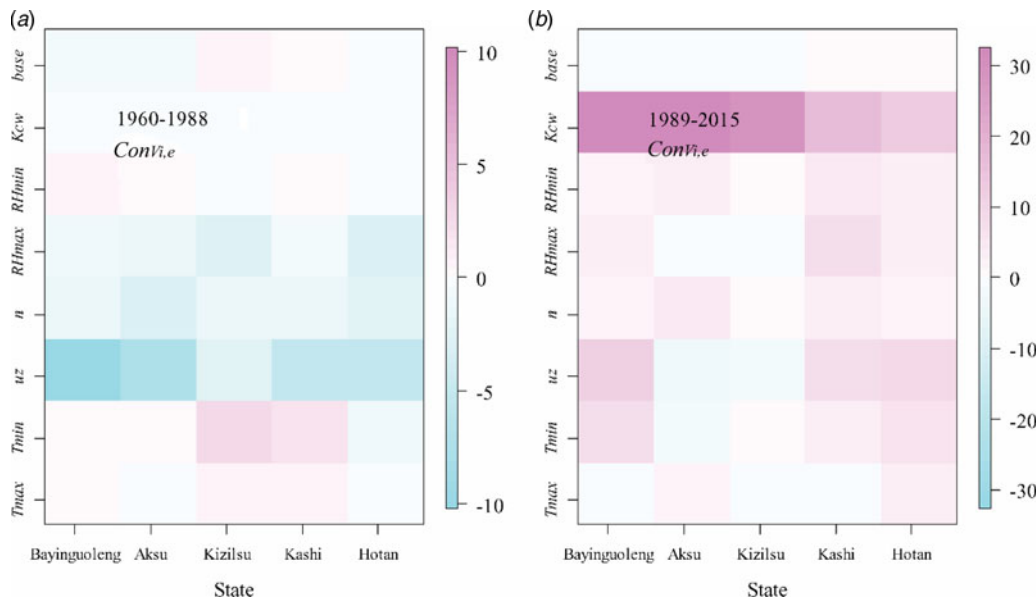 (a)
base
Kcw
RHmin
RHmax
n
uz
Tmin
Tmax
1960-1988
ConVi,e
10
5
0
-5
-10
Bayinguoleng
Aksu
Kizilsu
Kashi
Hotan
State
(b)
base
Kcw
RHmin
RHmax
n
uz
Tmin
Tmax
1989-2015
ConVi,e
30
20
10
0
-10
-20
-30
Bayinguoleng
Aksu
Kizilsu
Kashi
Hotan
State